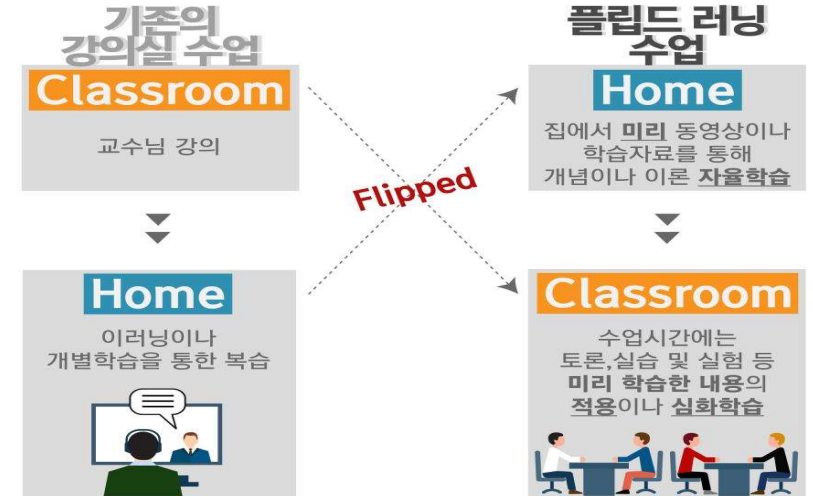 기존의
강의실 수업
Classroom
교수님 강의
Home
이러닝이나
개별학습을 통한 복습
Flipped
플립드 러닝
수업
Home
집에서 미리 동영상이나
학습자료를 통해
개념이나 이론 자율학습
Classroom
수업시간에는
토론,실습 및 실험 등
미리 학습한 내용의
적용이나 심화학습